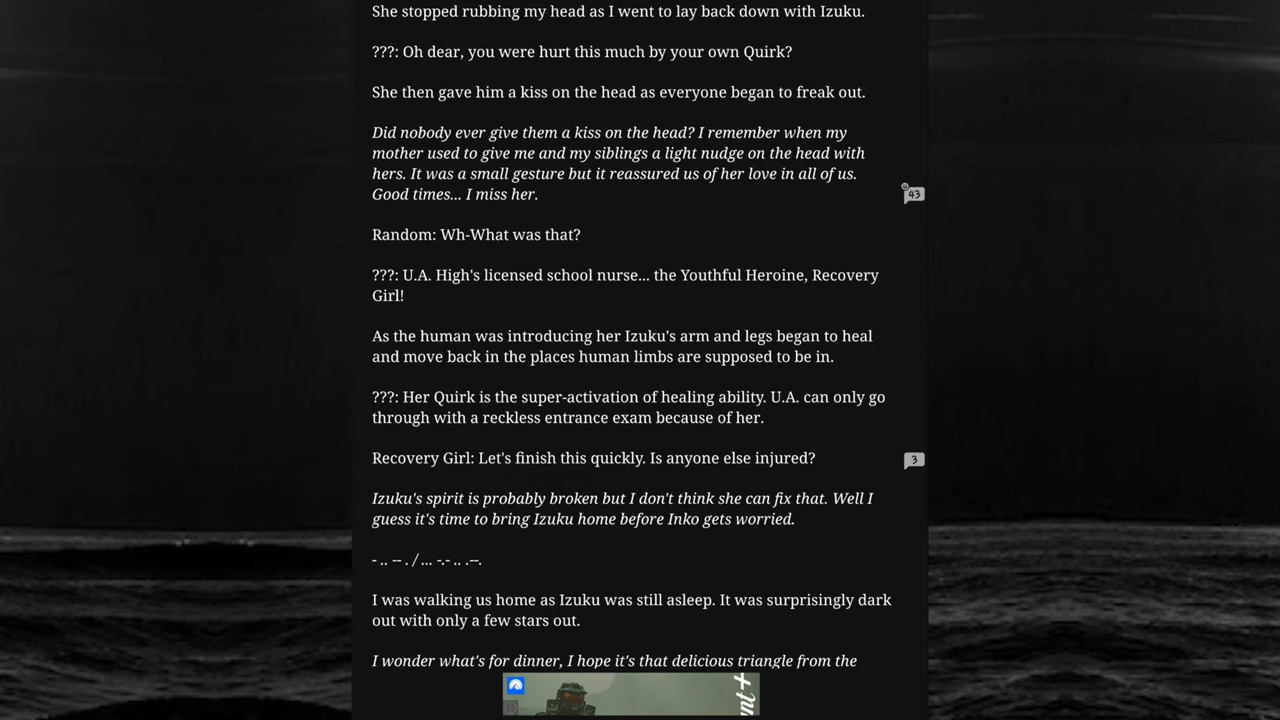 She stopped rubbing my head as I went to lay back down with Izuku.
???: Oh dear, you were hurt this much by your own Quirk?
She then gave him a kiss on the head as everyone began to freak out.
Did nobody ever give them a kiss on the head? I remember when my
mother used to give me and my siblings a light nudge on the head with
hers. It was a small gesture but it reassured us of her love in all of us.
Good times... I miss her.
43
Random: Wh-What was that?
???: U.A. High's licensed school nurse... the Youthful Heroine, Recovery
Girl!
As the human was introducing her Izuku's arm and legs began to heal
and move back in the places human limbs are supposed to be in.
???: Her Quirk is the super-activation of healing ability. U.A. can only go
through with a reckless entrance exam because of her.
Recovery Girl: Let's finish this quickly. Is anyone else injured?
3
Izuku's spirit is probably broken but I don't think she can fix that. Well I
guess it's time to bring Izuku home before Inko gets worried.
- .. -- . / ... -.- .. .--.
I was walking us home as Izuku was still asleep. It was surprisingly dark
out with only a few stars out.
I wonder what's for dinner, I hope it's that delicious triangle from the
nt+